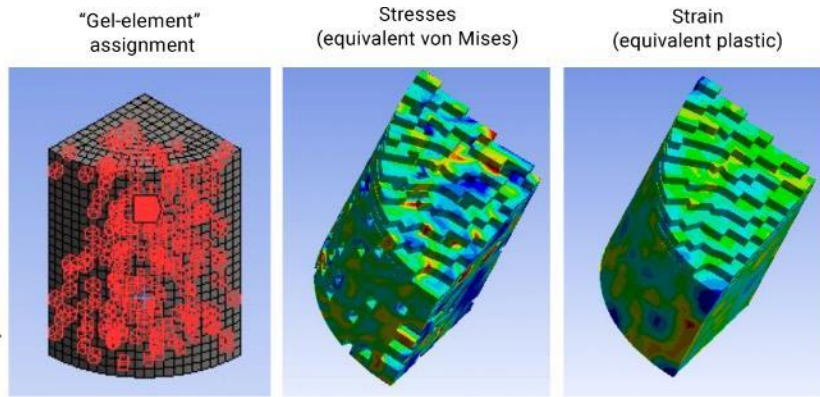 “Gel-element”
assignment
Stresses
(equivalent von Mises)
Strain
(equivalent plastic)